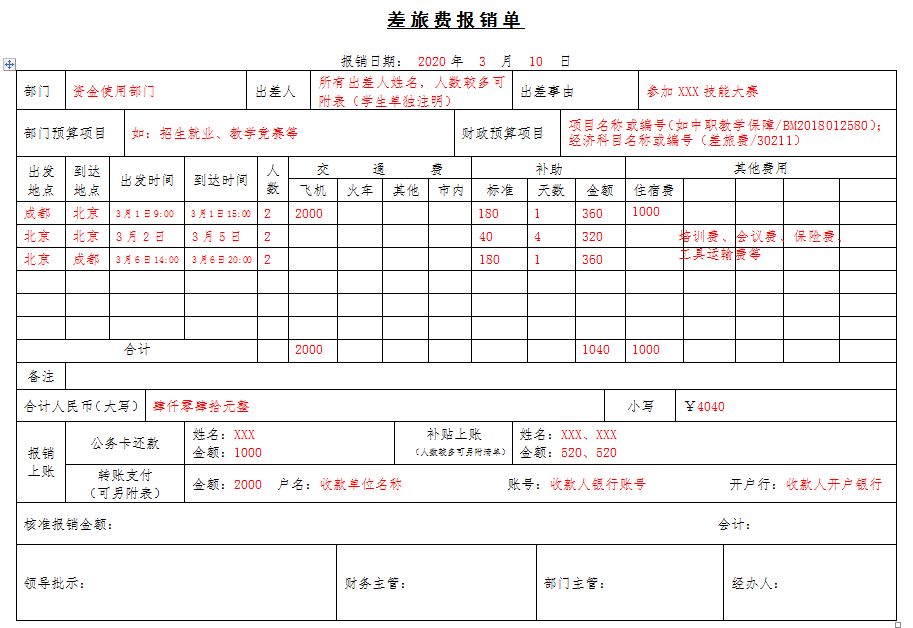 差旅费报销单
报销日期： 2020 年 3 月 10 日
部门 资金使用部门 出差人 所有出差人姓名，人数较多可附表（学生单独注明） 出差事由 参加 XXX 技能大赛
部门预算项目 如：招生就业、教学竞赛等 财政预算项目 项目名称或编号(如中职教学保障/BM2018012580)；
经济科目名称或编号（差旅费/30211）
出发地点 到达地点 出发时间 到达时间 人数 交通费 补助 其他费用
飞机 火车 其他 市内 标准 天数 金额 住宿费
成都 北京 3月1日9:00 3月1日15:00 2 2000 180 1 360 1000
北京 北京 3月2日 3月5日 2 40 4 320 培训费、会议费、保险费、
工具运输费等
北京 成都 3月6日14:00 3月6日20:00 2 180 1 360
合计 2000 1040 1000
备注
合计人民币(大写) 肆仟零肆拾元整 小写 ￥4040
报销上账 公务卡还款 姓名：XXX
金额：1000
补贴上账
（人数较多可另附清单）
姓名：XXX、XXX
金额：520、520
转账支付
（可另附表） 金额：2000 户名：收款单位名称 账号：收款人银行账号 开户行：收款人开户银行
核准报销金额： 会计：
领导批示： 财务主管： 部门主管： 经办人：